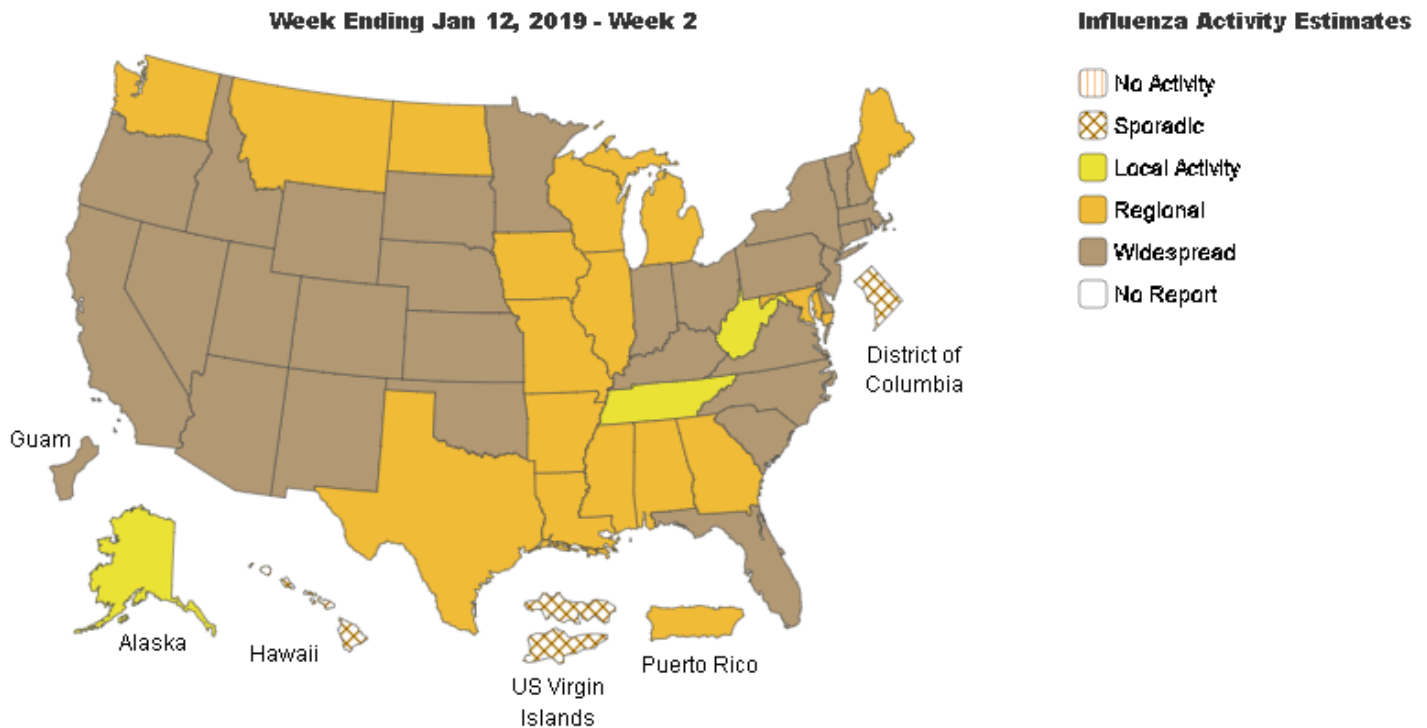 Week Ending Jan 12, 2019 - Week 2
Influenza Activity Estimates
No Activity
Sporadic
Local Activity
Regional
Widespread
No Report
District of
Columbia
Guam
Alaska
Hawaii
US Virgin
Islands
Puerto Rico